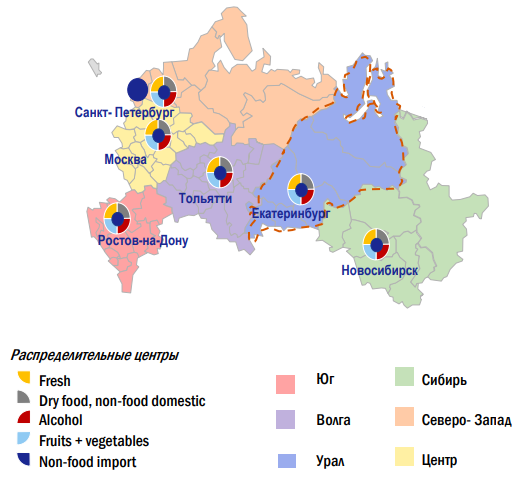 Санкт- Петербург
Москва
Тольятти
Екатеринбург
Ростов-на-Дону
Новосибирск
Распределительные центры
Fresh
Dry food, non-food domestic
Alcohol
Fruits + vegetables
Non-food import
Юг
Волга
Урал
Сибирь
Северо- Запад
Центр